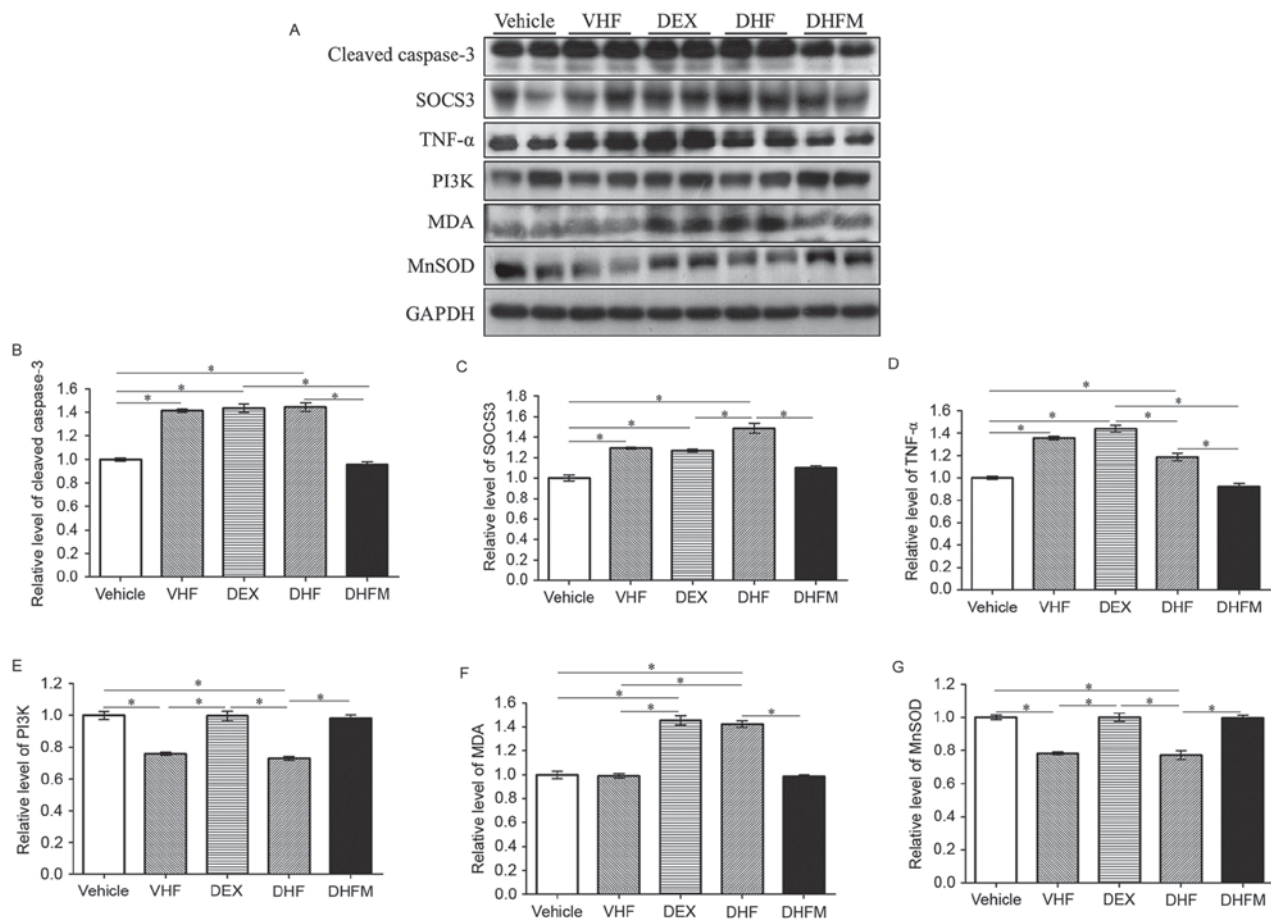 A
Vehicle VHF DEX DHF DHFM
Cleaved caspase-3
SOCS3
TNF-α
PI3K
MDA
MnSOD
GAPDH
B
Relative level of cleaved caspase-3
1.6
1.4
1.2
1.0
0.8
0.6
0.4
0.2
0.0
* * * * *
Vehicle VHF DEX DHF DHFM
C
Relative level of SOCS3
1.8
1.6
1.4
1.2
1.0
0.8
0.6
0.4
0.2
0.0
* * * * *
Vehicle VHF DEX DHF DHFM
D
Relative level of TNF-α
1.8
1.6
1.4
1.2
1.0
0.8
0.6
0.4
0.2
0.0
* * * * * *
Vehicle VHF DEX DHF DHFM
E
Relative level of PI3K
1.2
1.0
0.8
0.6
0.4
0.2
0.0
* * * * *
Vehicle VHF DEX DHF DHFM
F
Relative level of MDA
1.6
1.4
1.2
1.0
0.8
0.6
0.4
0.2
0.0
* * * * *
Vehicle VHF DEX DHF DHFM
G
Relative level of MnSOD
1.2
1.0
0.8
0.6
0.4
0.2
0.0
* * * * *
Vehicle VHF DEX DHF DHFM